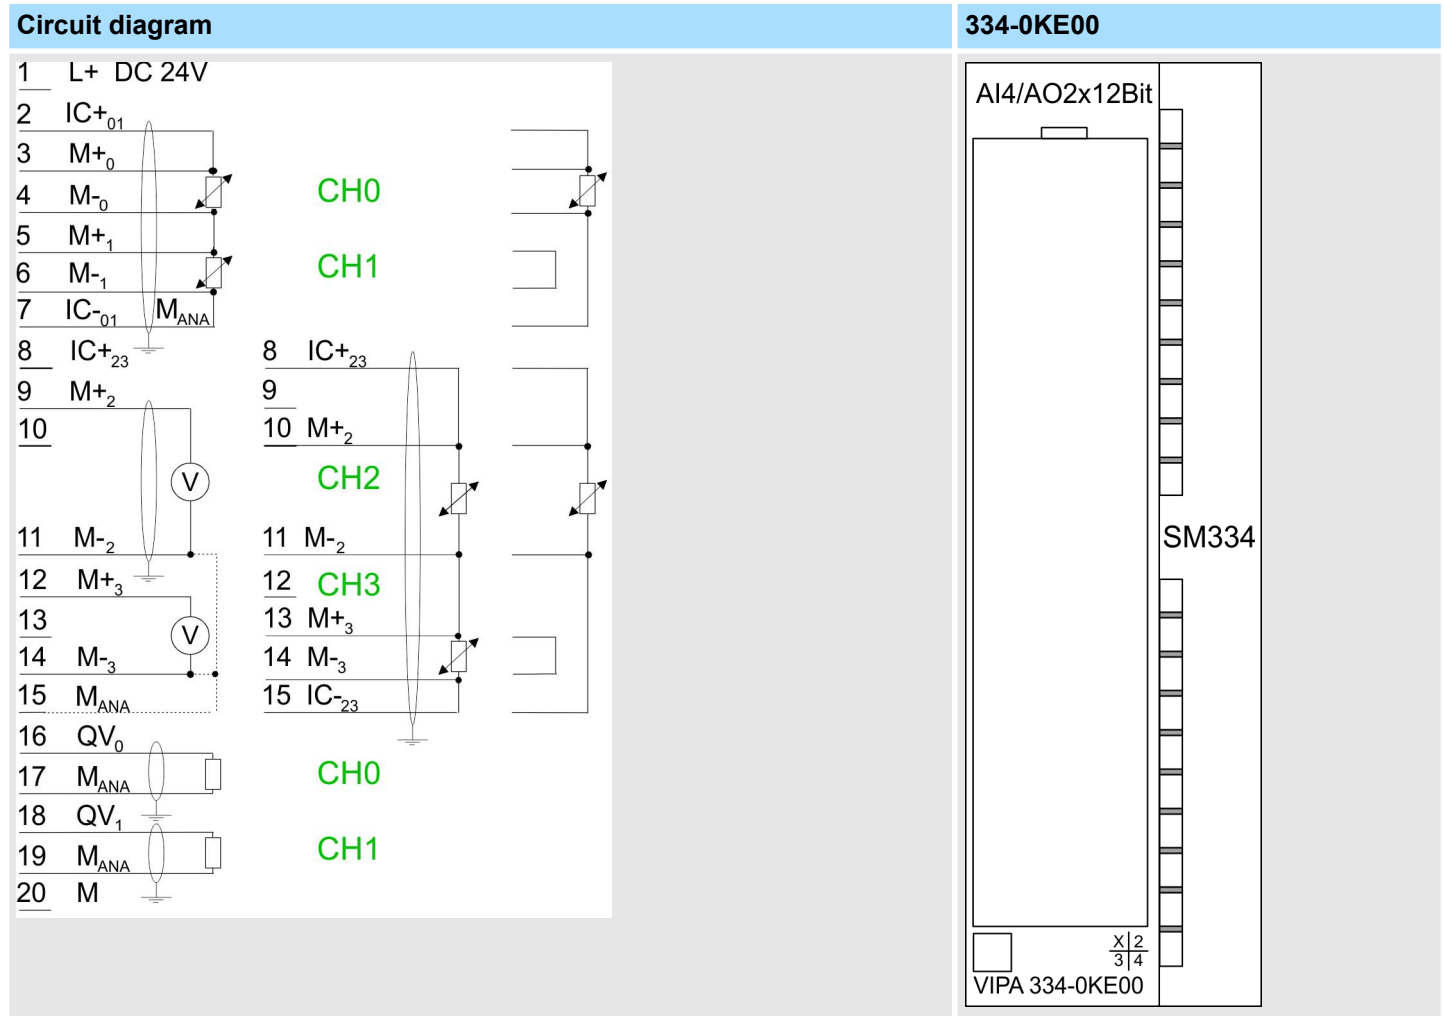 Circuit diagram
334-0KE00
1 L+ DC 24V
2 IC+01
3 M+0
4 M-0
CH0
5 M+1
6 M-1
CH1
7 IC-01 MANA
8 IC+23
8 IC+23
9 M+2
9
10
10 M+2
CH2
11 M-2
11 M-2
12 M+3
12 CH3
13
13 M+3
14 M-3
14 M-3
15 MANA
15 IC-23
V
V
16 QV0
17 MANA
CH0
18 QV1
19 MANA
CH1
20 M
AI4/AO2x12Bit
SM334
X 2
3 4
VIPA 334-0KE00